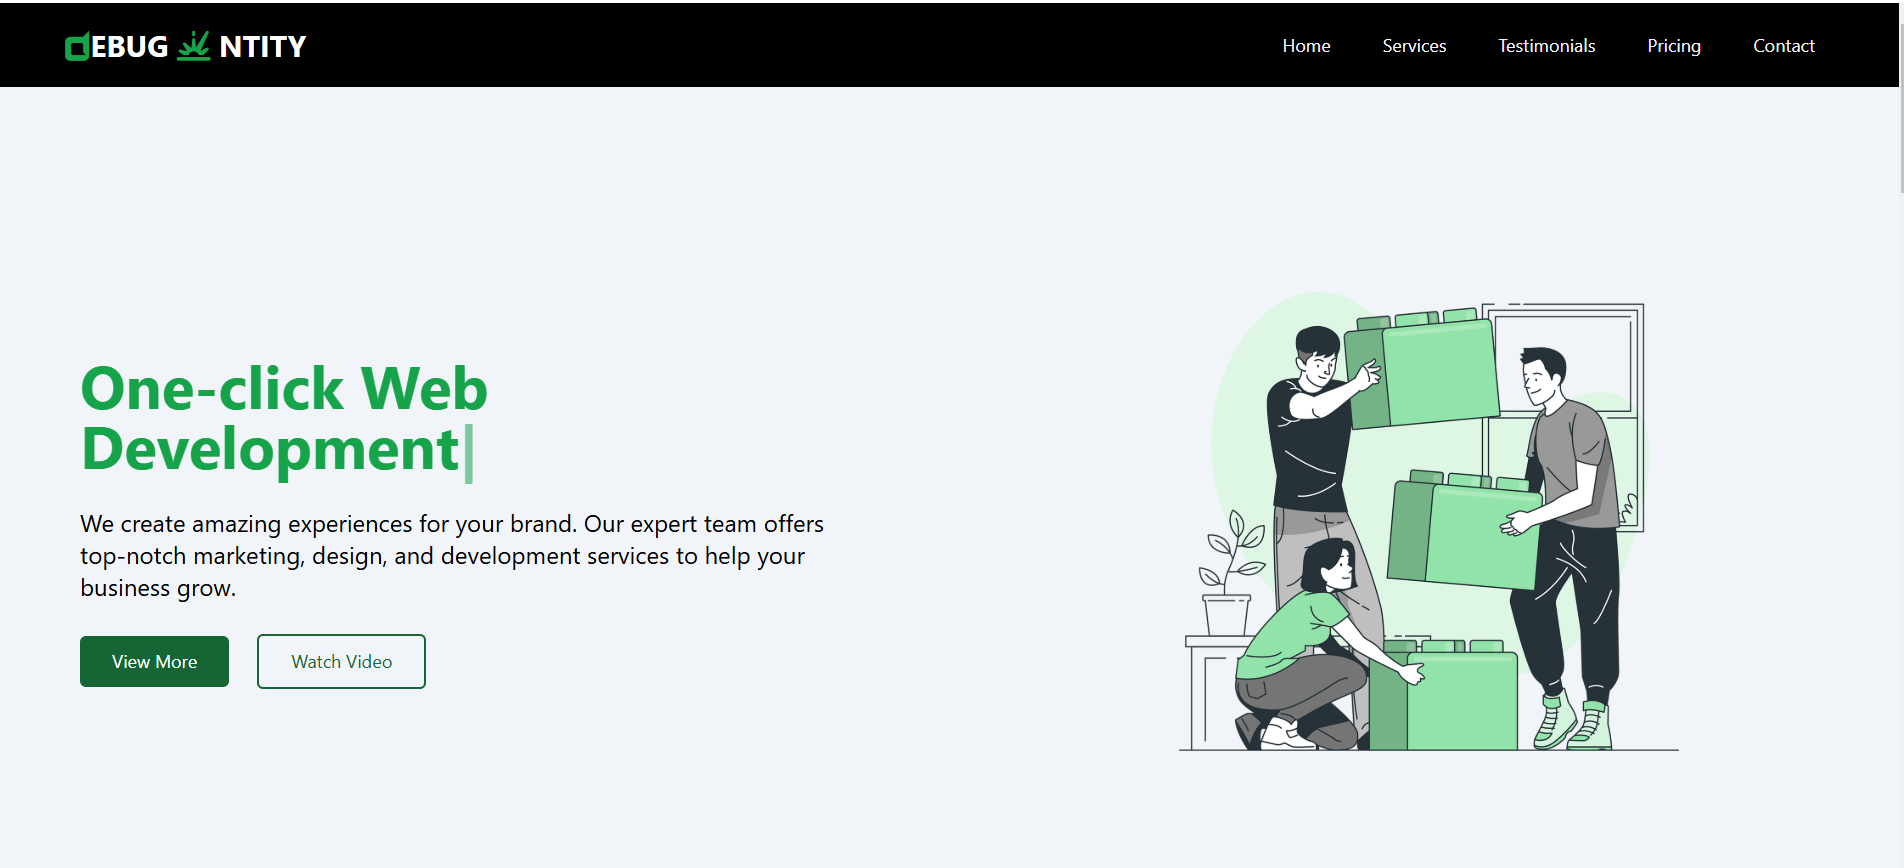 dEBUG NTITY
Home Services Testimonials Pricing Contact
One-click Web
Development|
We create amazing experiences for your brand. Our expert team offers
top-notch marketing, design, and development services to help your
business grow.
View More Watch Video